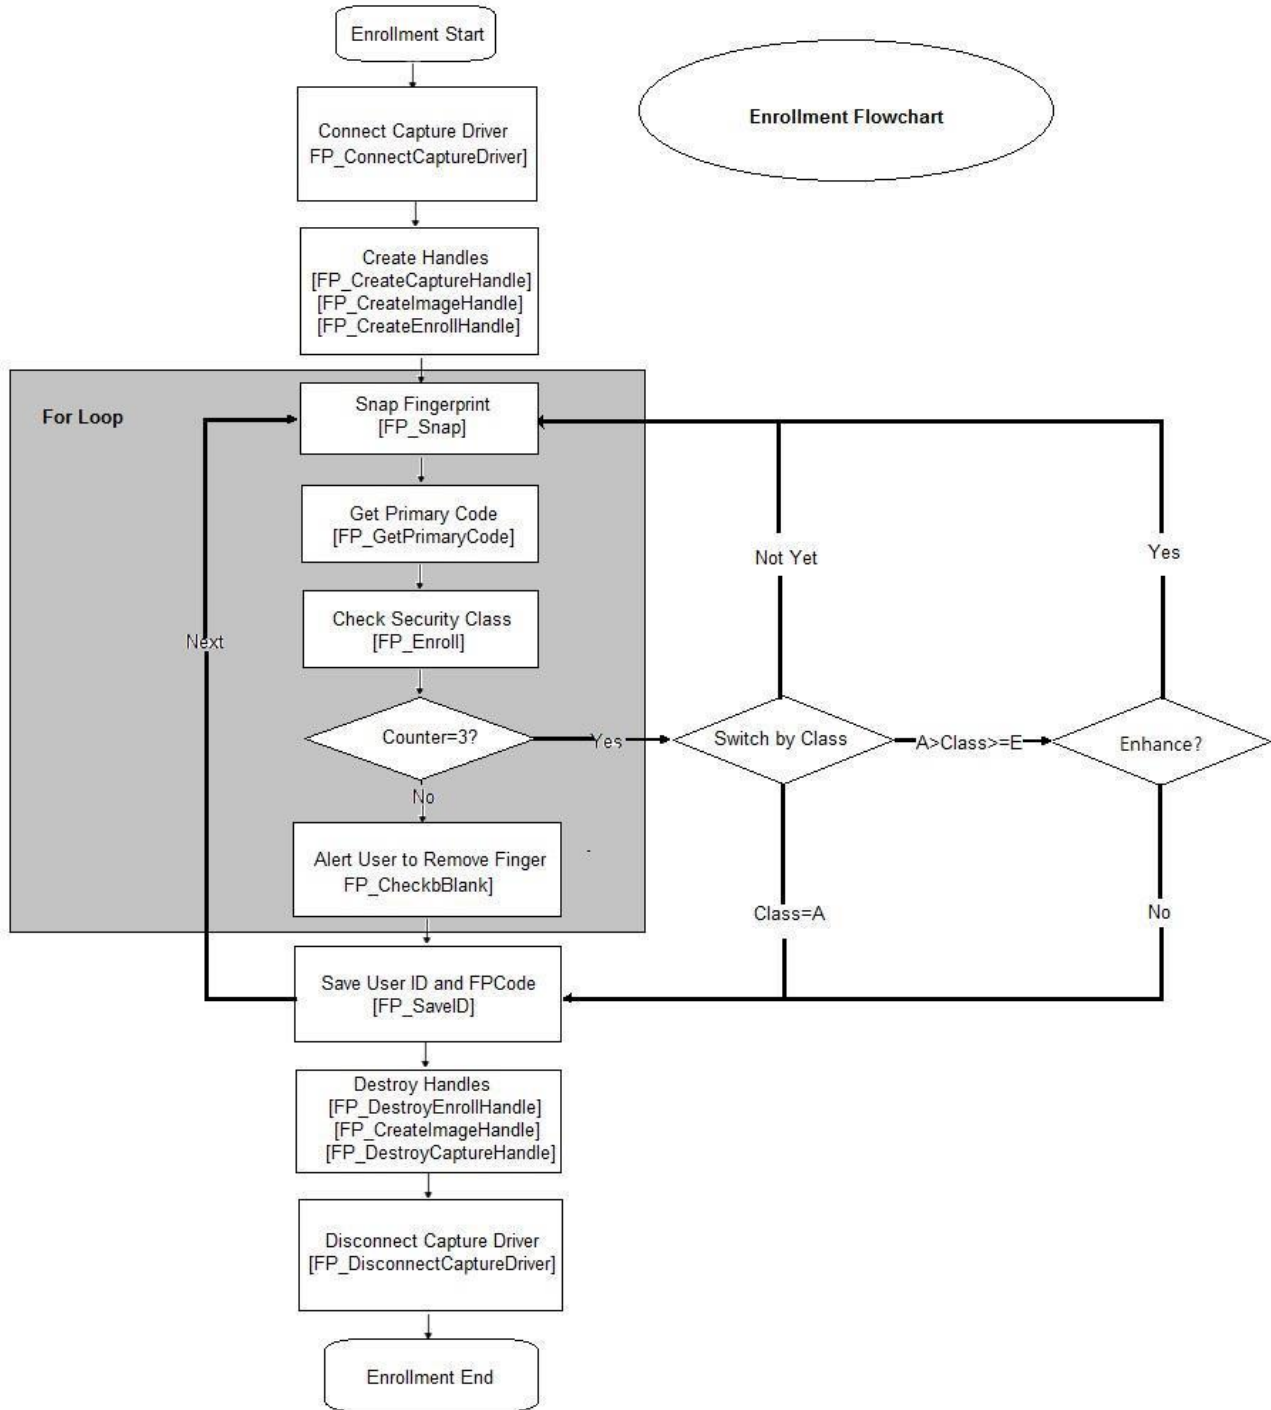 Enrollment Start
Enrollment Flowchart
Connect Capture Driver
FP_ConnectCaptureDriver]
Create Handles
[FP_CreateCaptureHandle]
[FP_CreateImageHandle]
[FP_CreateEnrollHandle]
For Loop
Snap Fingerprint
[FP_Snap]
Get Primary Code
[FP_GetPrimaryCode]
Not Yet
Yes
Check Security Class
[FP_Enroll]
Next
Counter=3?
Yes
Switch by Class
A>Class>=E
Enhance?
No
Alert User to Remove Finger
FP_CheckbBlank]
Class=A
No
Save User ID and FPCode
[FP_SaveID]
Destroy Handles
[FP_DestroyEnrollHandle]
[FP_CreateImageHandle]
[FP_DestroyCaptureHandle]
Disconnect Capture Driver
[FP_DisconnectCaptureDriver]
Enrollment End